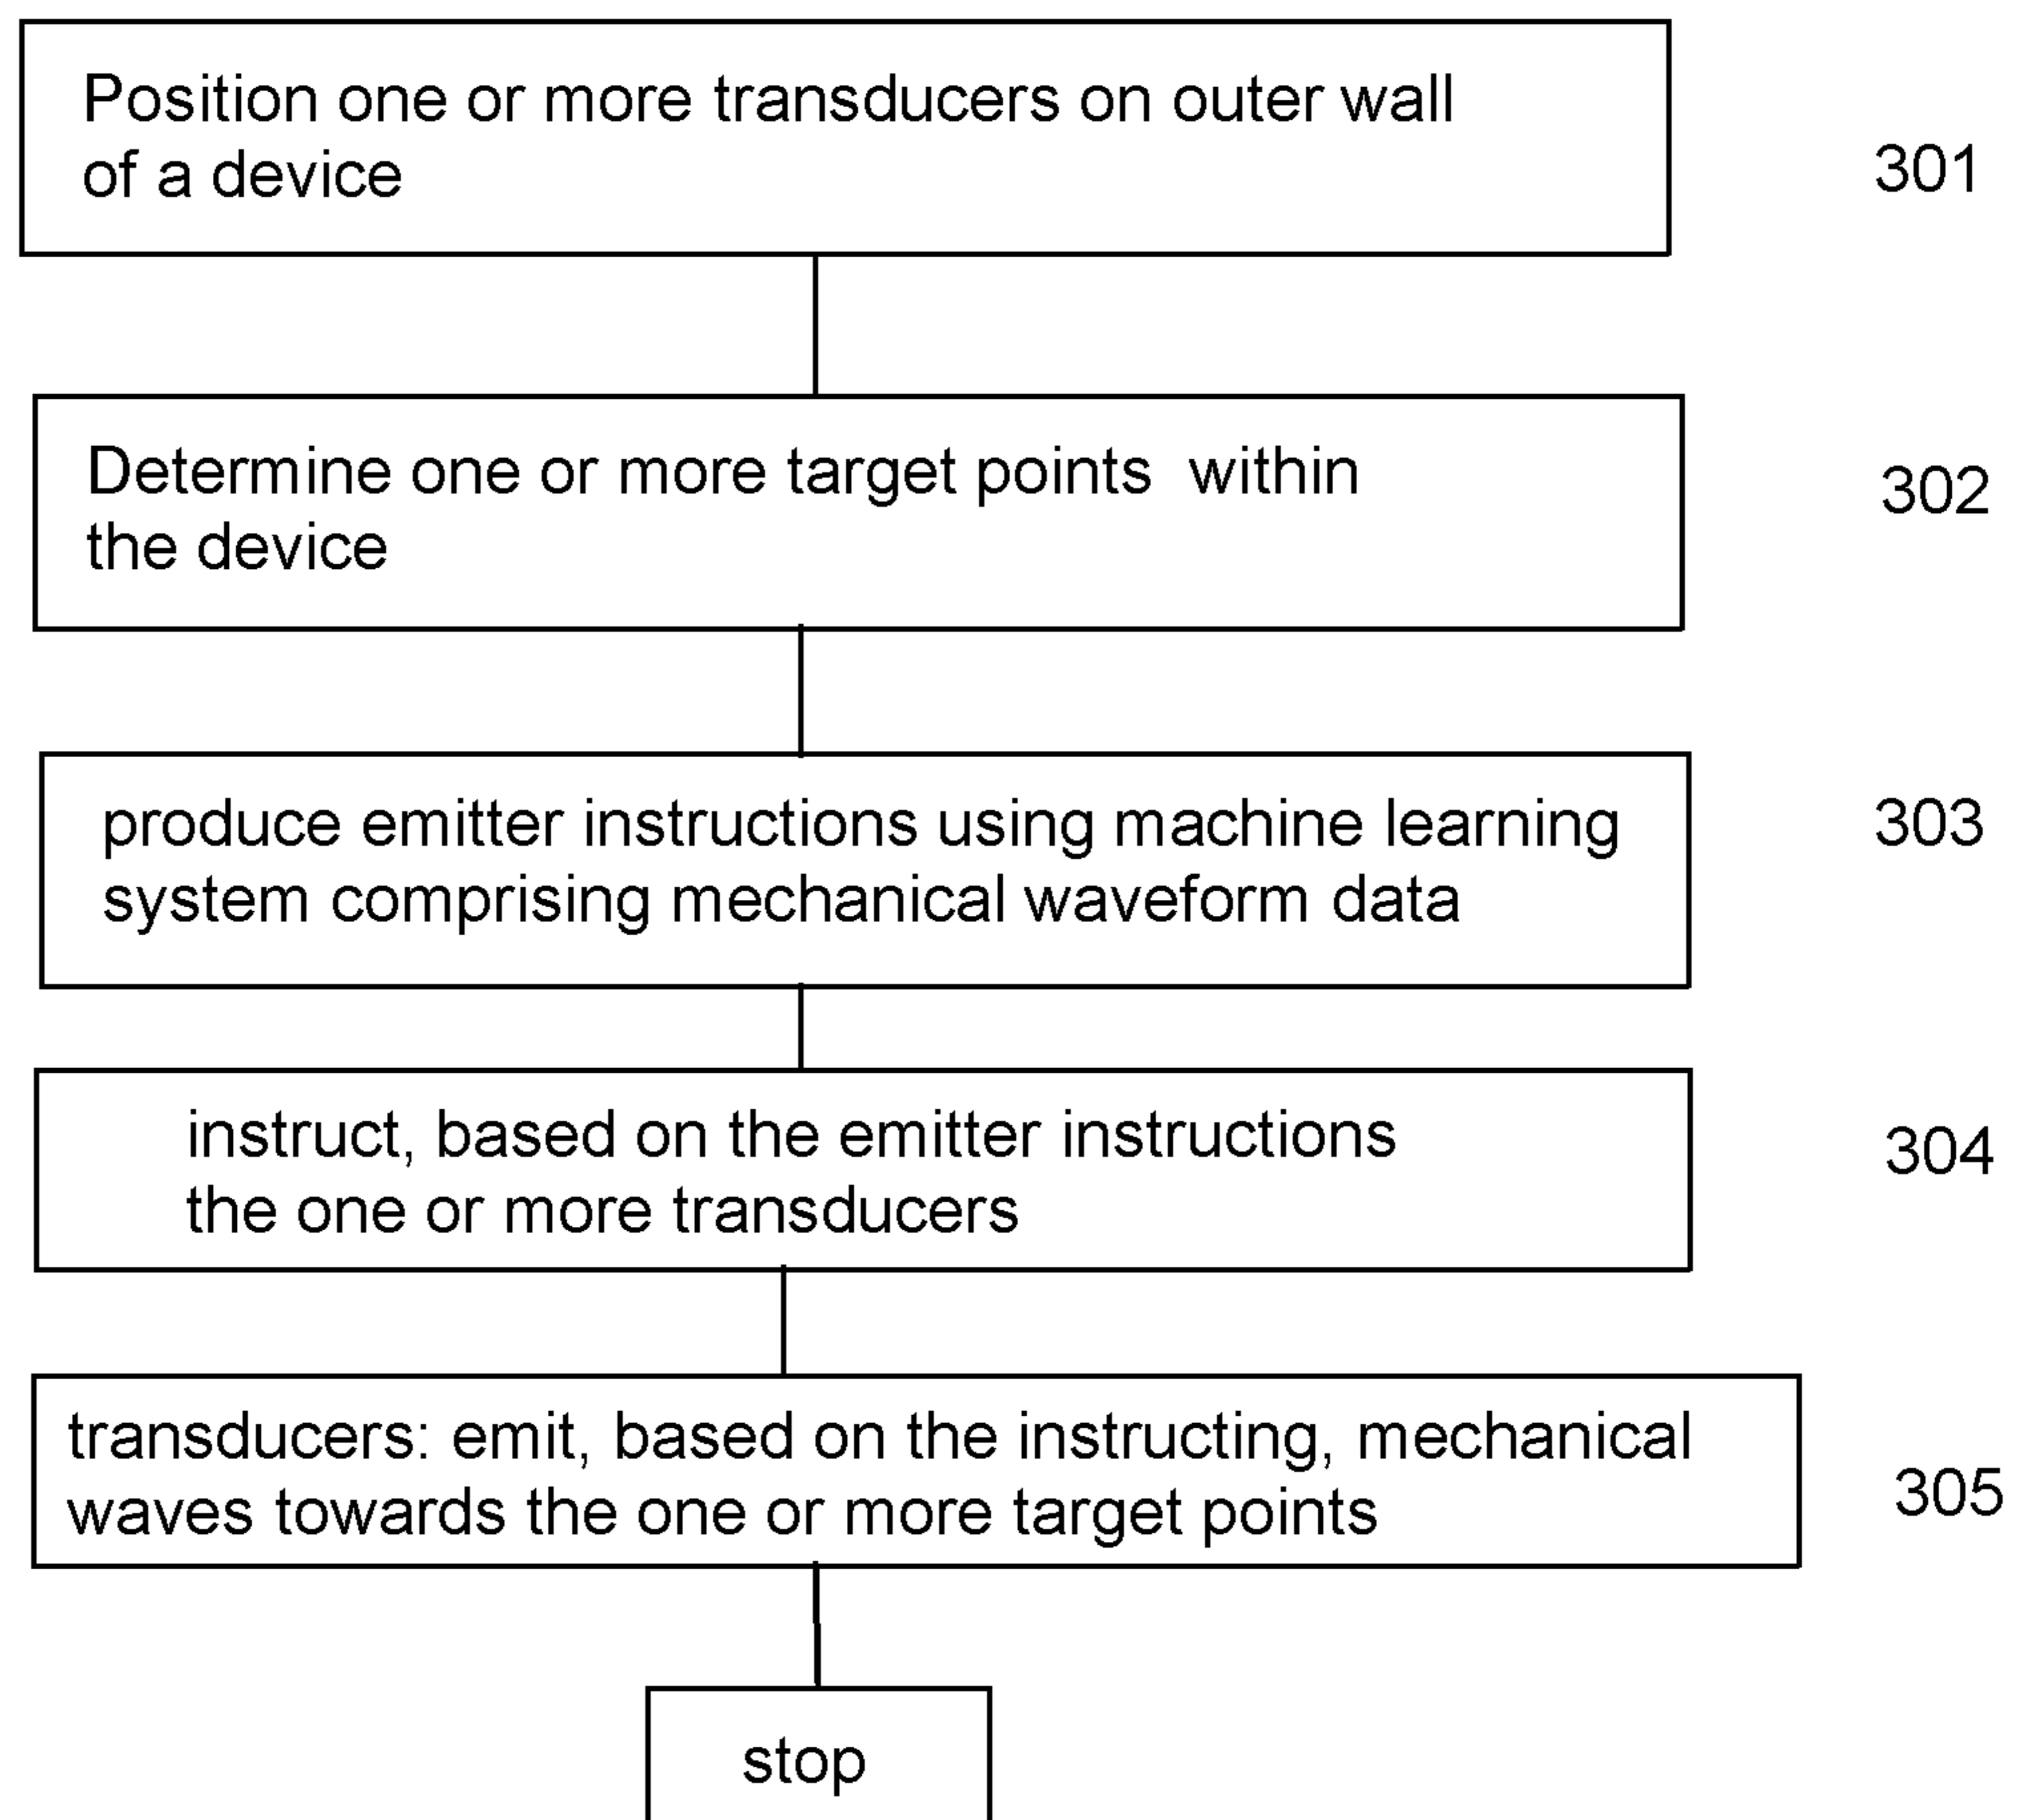 Position one or more transducers on outer wall
of a device
301
Determine one or more target points within
the device
302
produce emitter instructions using machine learning
system comprising mechanical waveform data
303
instruct, based on the emitter instructions
the one or more transducers
304
transducers: emit, based on the instructing, mechanical
waves towards the one or more target points
305
stop